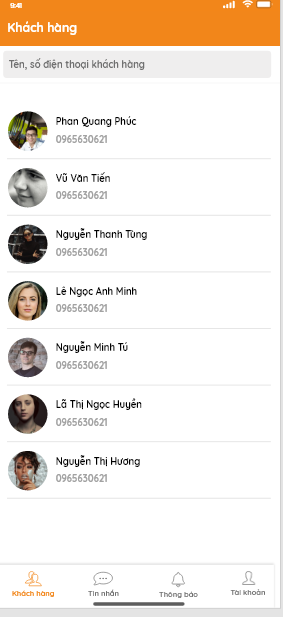 9:41
Khách hàng
Tên, số điện thoại khách hàng
Phan Quang Phúc
0965630621
Vũ Văn Tiến
0965630621
Nguyễn Thanh Tùng
0965630621
Lê Ngọc Anh Minh
0965630621
Nguyễn Minh Tú
0965630621
Lã Thị Ngọc Huyền
0965630621
Nguyễn Thị Hương
0965630621
Khách hàng
Tin nhắn
Thông báo
Tài khoản